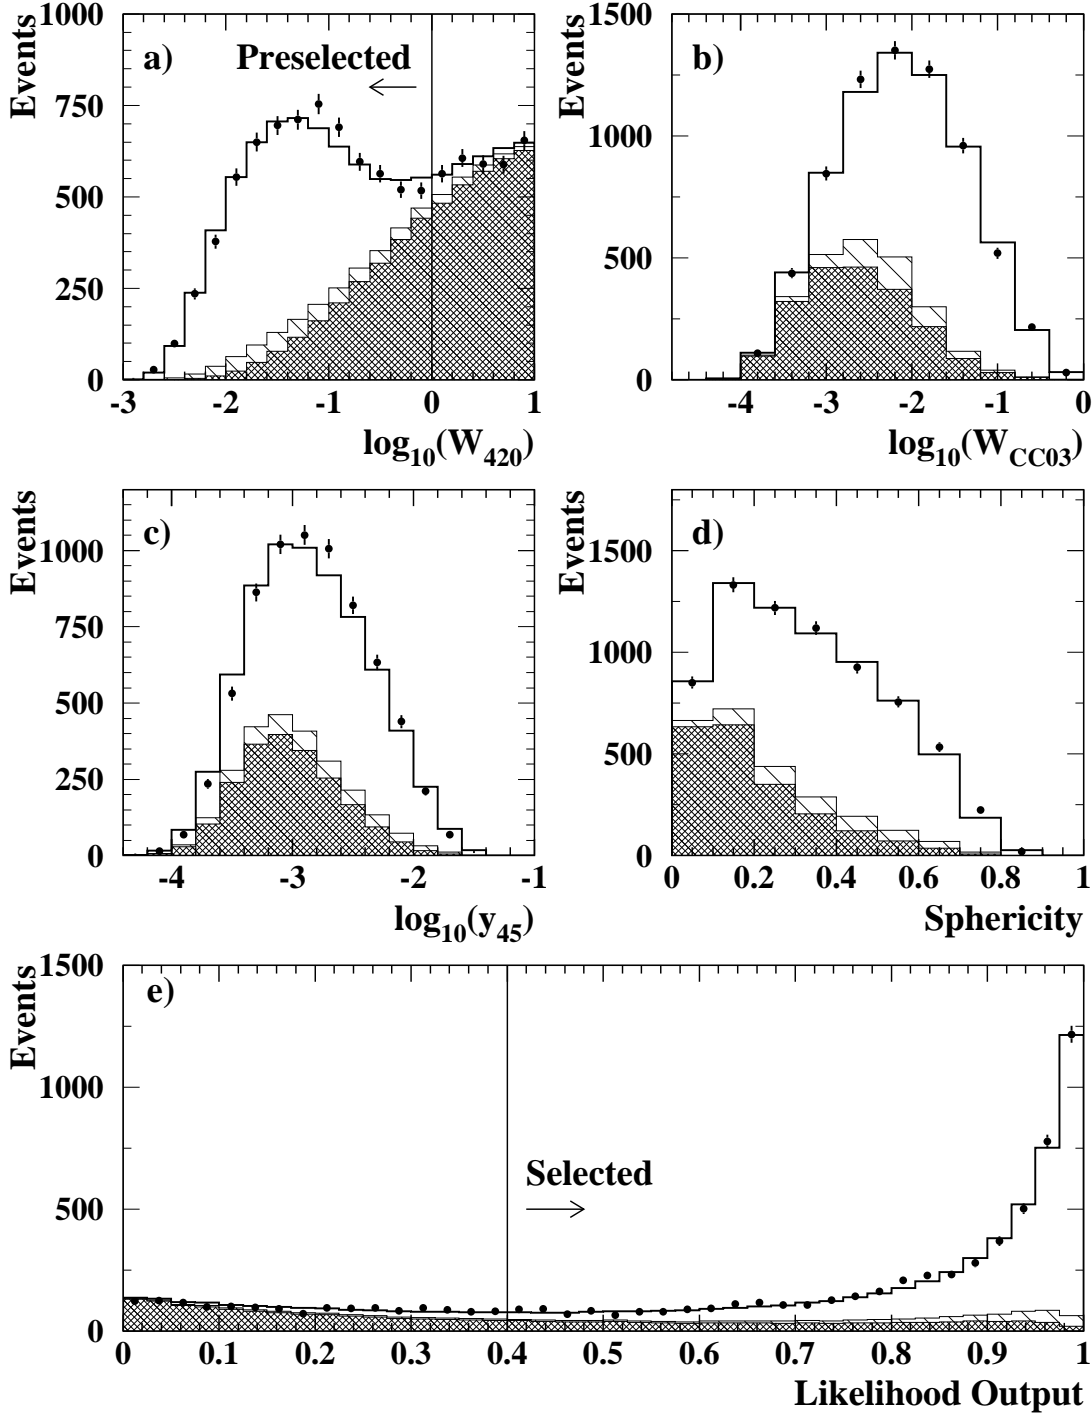 Events
1000
750
500
250
0
a)
Preselected
-3 -2 -1 0 1
log10(W420)
Events
1500
1000
500
0
b)
-4 -3 -2 -1 0
log10(WCC03)
Events
1000
750
500
250
0
c)
-4 -3 -2 -1
log10(y45)
Events
1500
1000
500
0
d)
0 0.2 0.4 0.6 0.8 1
Sphericity
Events
1500
1000
500
0
e)
Selected
0 0.1 0.2 0.3 0.4 0.5 0.6 0.7 0.8 0.9 1
Likelihood Output